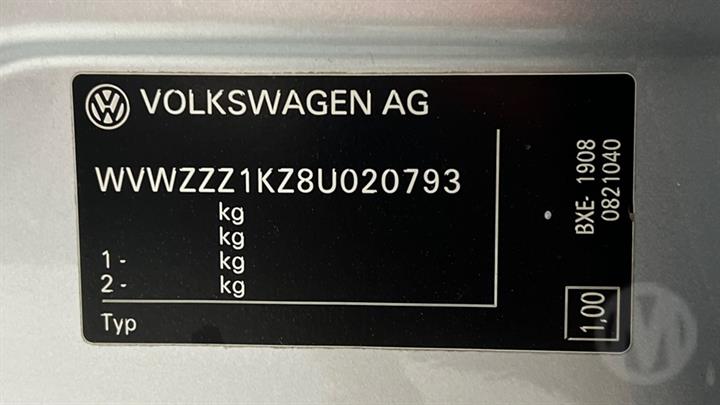 VOLKSWAGEN AG
WVWZZZ1KZ8U020793
kg
kg
1 - kg
2 - kg
Typ
BXE- 1908
0821040
1,00